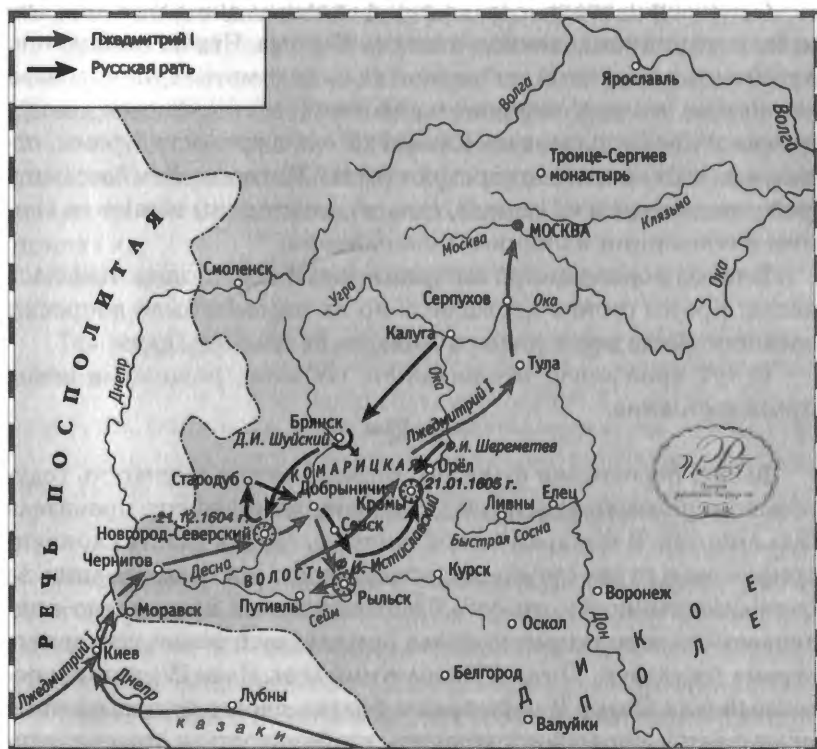 Лжедмитрий I
Русская рать
Волга
Ярославль
Волга
Троице-Сергиев
монастырь
Клязьма
МОСКВА
Москва
Ока
РЕЧЬ ПОСПОЛИТАЯ
Смоленск
Угра
Серпухов
Ока
Калуга
Днепр
Ока
Тула
Лжедмитрий I
Брянск
Д.И. Шуйский
Ф.И. Шереметев
КОМАРИЦКАЯ
Орёл
21.01.1605 г.
Стародуб
Добрыничи
Кромы
Елец
Ливны
21.12.1604 г.
Севск
Новгород-Северский
Ф.И. Мстиславский
Быстрая Сосна
Чернигов
Десна
ВОЛОСТЬ
Курск
Воронеж
Моравск
Путивль
Рыльск
Сейм
Дон
Оскол
Киев
Лжедмитрий I
Белгород
Днепр
Лубны
ДИКОЕ ПОЛЕ
казаки
Валуйки